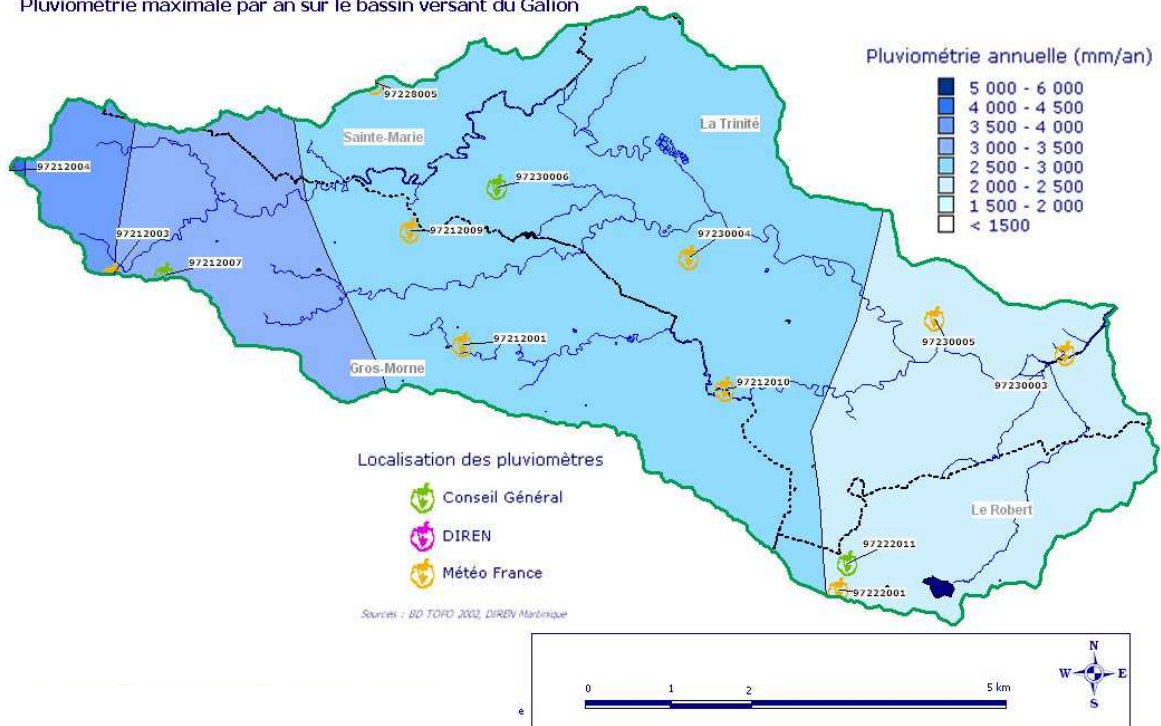 Pluviométrie maximale par an sur le bassin versant du Galion
Pluviométrie annuelle (mm/an)
5 000 - 6 000
4 000 - 4 500
3 500 - 4 000
3 000 - 3 500
2 500 - 3 000
2 000 - 2 500
1 500 - 2 000
< 1500
97228005
Sainte-Marie
La Trinité
97212004
97230006
97212003
97212009
97230004
97212007
97212001
97230005
Gros-Morne
97212010
97230003
Localisation des pluviomètres
Conseil Général
DIREN
Météo France
Le Robert
97222011
97222001
Sources : BD TOPO 2002, DIREN Martinique
N
W E
S
0 1 2 5 km
e